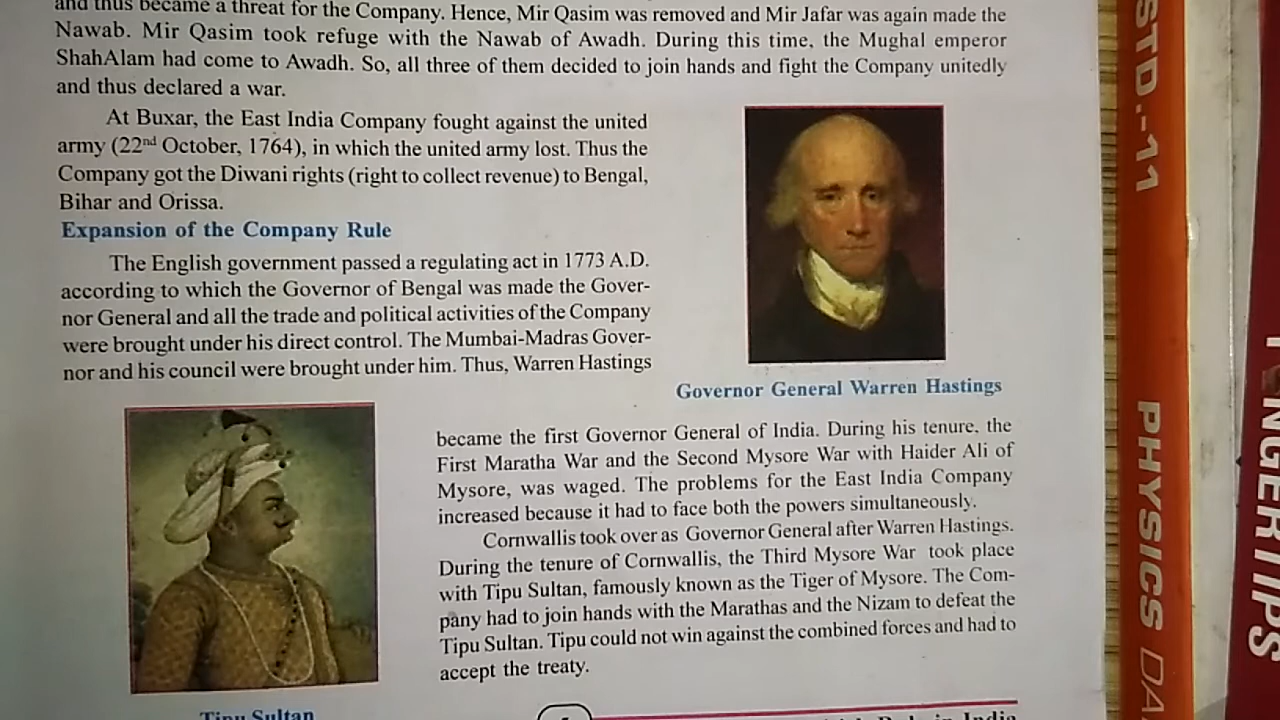 and thus became a threat for the Company. Hence, Mir Qasim was removed and Mir Jafar was again made the
Nawab. Mir Qasim took refuge with the Nawab of Awadh. During this time, the Mughal emperor
ShahAlam had come to Awadh. So, all three of them decided to join hands and fight the Company unitedly
and thus declared a war.
At Buxar, the East India Company fought against the united
army (22nd October, 1764), in which the united army lost. Thus the
Company got the Diwani rights (right to collect revenue) to Bengal,
Bihar and Orissa.
Expansion of the Company Rule
The English government passed a regulating act in 1773 A.D.
according to which the Governor of Bengal was made the Gover-
nor General and all the trade and political activities of the Company
were brought under his direct control. The Mumbai-Madras Gover-
nor and his council were brought under him. Thus, Warren Hastings
Governor General Warren Hastings
became the first Governor General of India. During his tenure, the
First Maratha War and the Second Mysore War with Haider Ali of
Mysore, was waged. The problems for the East India Company
increased because it had to face both the powers simultaneously.
Cornwallis took over as Governor General after Warren Hastings.
During the tenure of Cornwallis, the Third Mysore War took place
with Tipu Sultan, famously known as the Tiger of Mysore. The Com-
pany had to join hands with the Marathas and the Nizam to defeat the
Tipu Sultan. Tipu could not win against the combined forces and had to
accept the treaty.
Tipu Sultan
Rule in India
STD.-11
PHYSICS